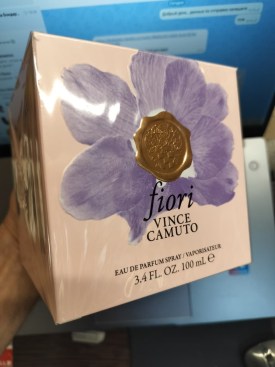 fiori
VINCE
CAMUTO
EAU DE PARFUM SPRAY / VAPORISATEUR
3.4 FL. OZ. 100 mL ℮